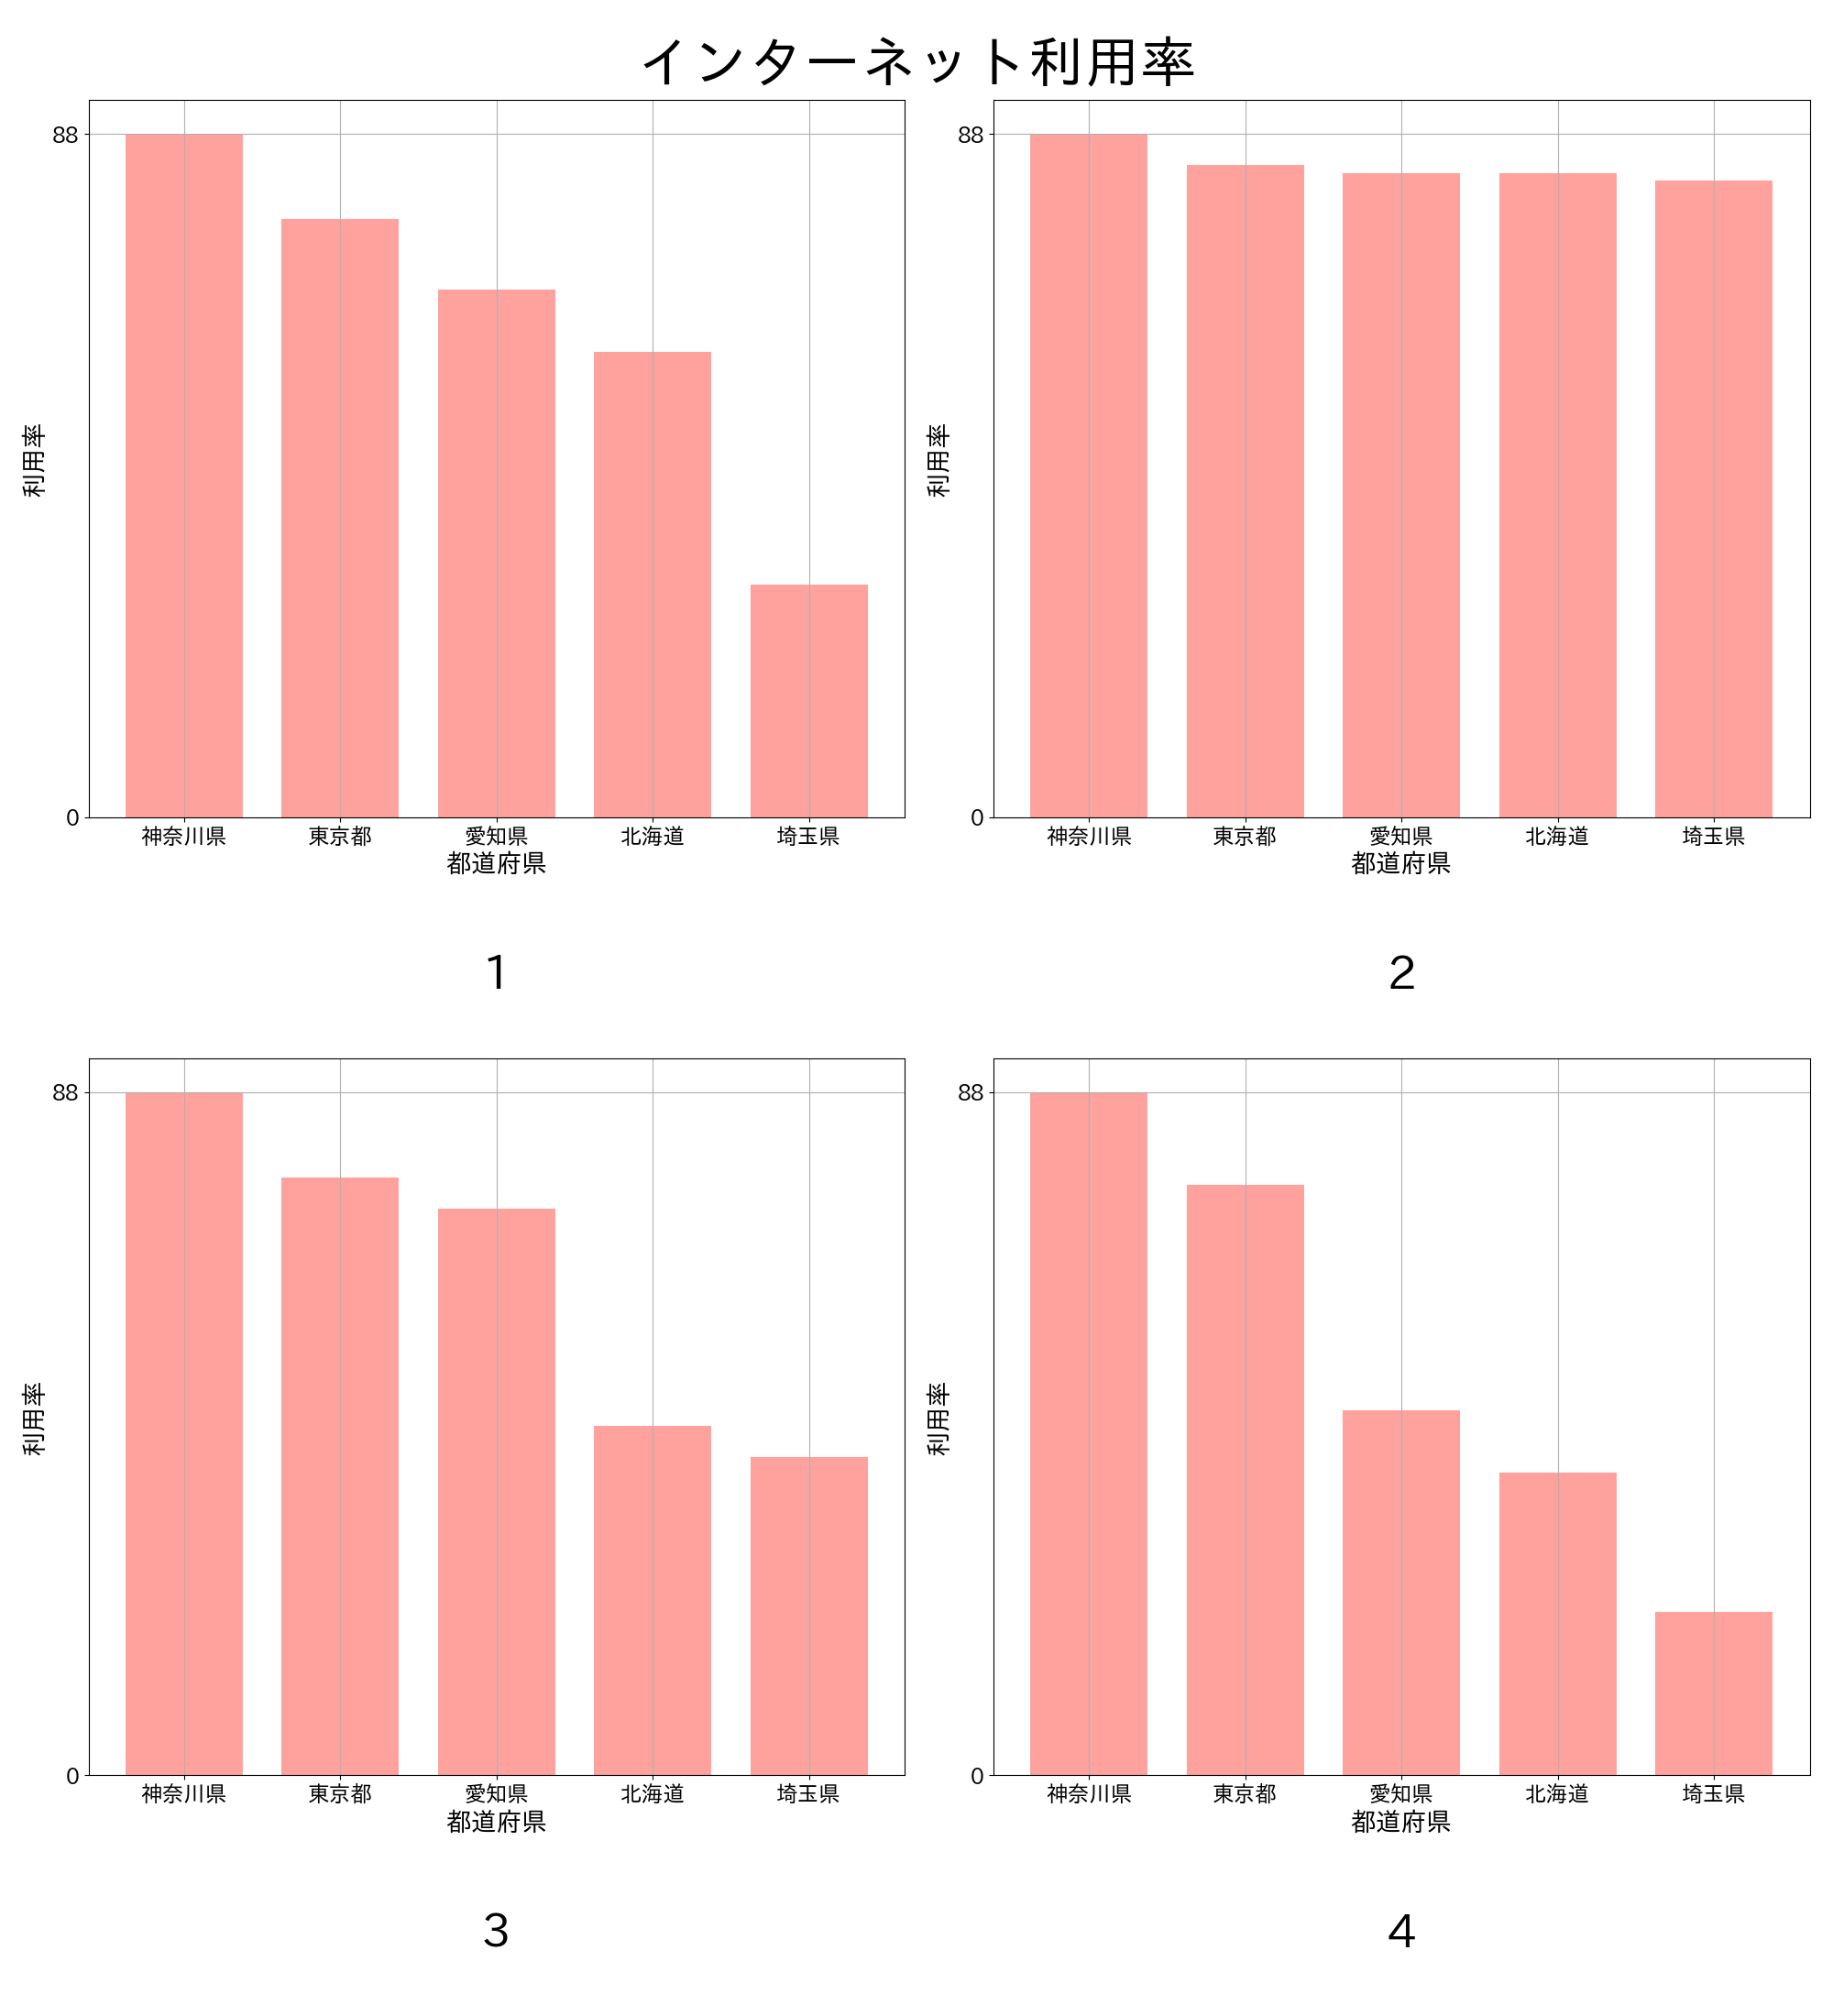 インターネット利用率
88
0
利用率
神奈川県 東京都 愛知県 北海道 埼玉県
都道府県
1
88
0
利用率
神奈川県 東京都 愛知県 北海道 埼玉県
都道府県
2
88
0
利用率
神奈川県 東京都 愛知県 北海道 埼玉県
都道府県
3
88
0
利用率
神奈川県 東京都 愛知県 北海道 埼玉県
都道府県
4